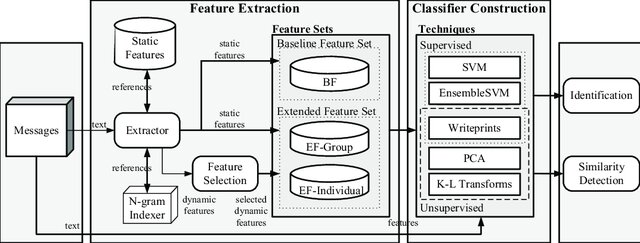 Feature Extraction
Classifier Construction
Static
Features
static
features
Feature Sets
Baseline Feature Set
BF
Techniques
Supervised
SVM
EnsembleSVM
references
Messages
text
Extractor
static
features
Extended Feature Set
EF-Group
EF-Individual
Writeprints
PCA
K-L Transforms
Unsupervised
Identification
Similarity
Detection
references
Feature
Selection
N-gram
Indexer
dynamic
features
selected
dynamic
features
text
features